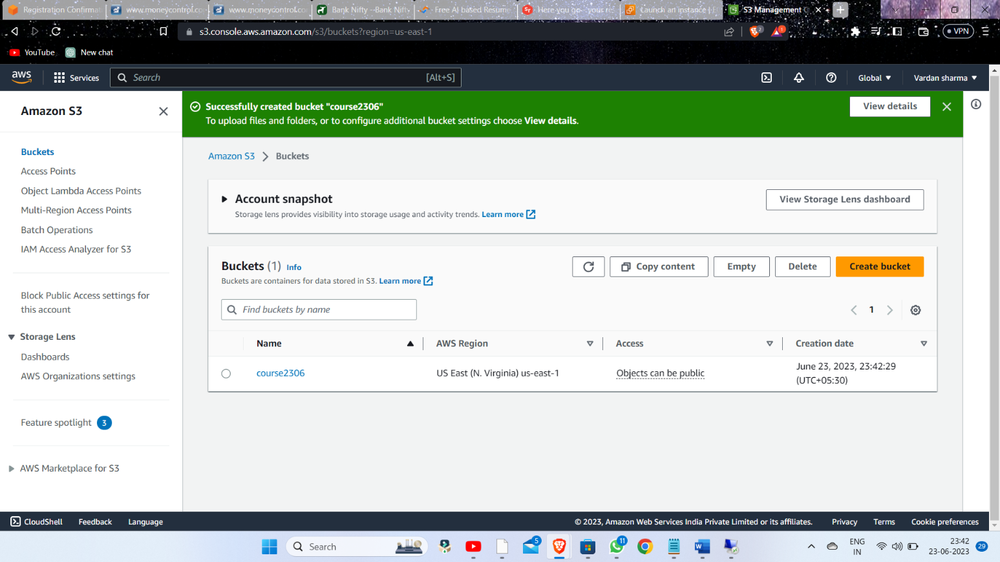 Registration Confirmat
www.moneycontrol.co
www.moneycontrol.co
Bank Nifty --Bank Nift
Free AI based Resume
Here you go - your re
Launch an instance | E
S3 Management C
s3.console.aws.amazon.com/s3/buckets?region=us-east-1
2
1
VPN
YouTube
New chat
aws
Services
Search
[Alt+S]
Global
Vardan sharma
Amazon S3
Successfully created bucket "course2306"
To upload files and folders, or to configure additional bucket settings choose View details.
View details
Buckets
Access Points
Object Lambda Access Points
Multi-Region Access Points
Batch Operations
IAM Access Analyzer for S3
Block Public Access settings for
this account
Storage Lens
Dashboards
AWS Organizations settings
Feature spotlight 3
AWS Marketplace for S3
Amazon S3 > Buckets
Account snapshot
Storage lens provides visibility into storage usage and activity trends. Learn more
View Storage Lens dashboard
Buckets (1) Info
Buckets are containers for data stored in S3. Learn more
Copy content
Empty
Delete
Create bucket
Find buckets by name
1
Name
AWS Region
Access
Creation date
course2306
US East (N. Virginia) us-east-1
Objects can be public
June 23, 2023, 23:42:29
(UTC+05:30)
CloudShell
Feedback
Language
© 2023, Amazon Web Services India Private Limited or its affiliates.
Privacy
Terms
Cookie preferences
Search
5
11
ENG
IN
23:42
23-06-2023
29